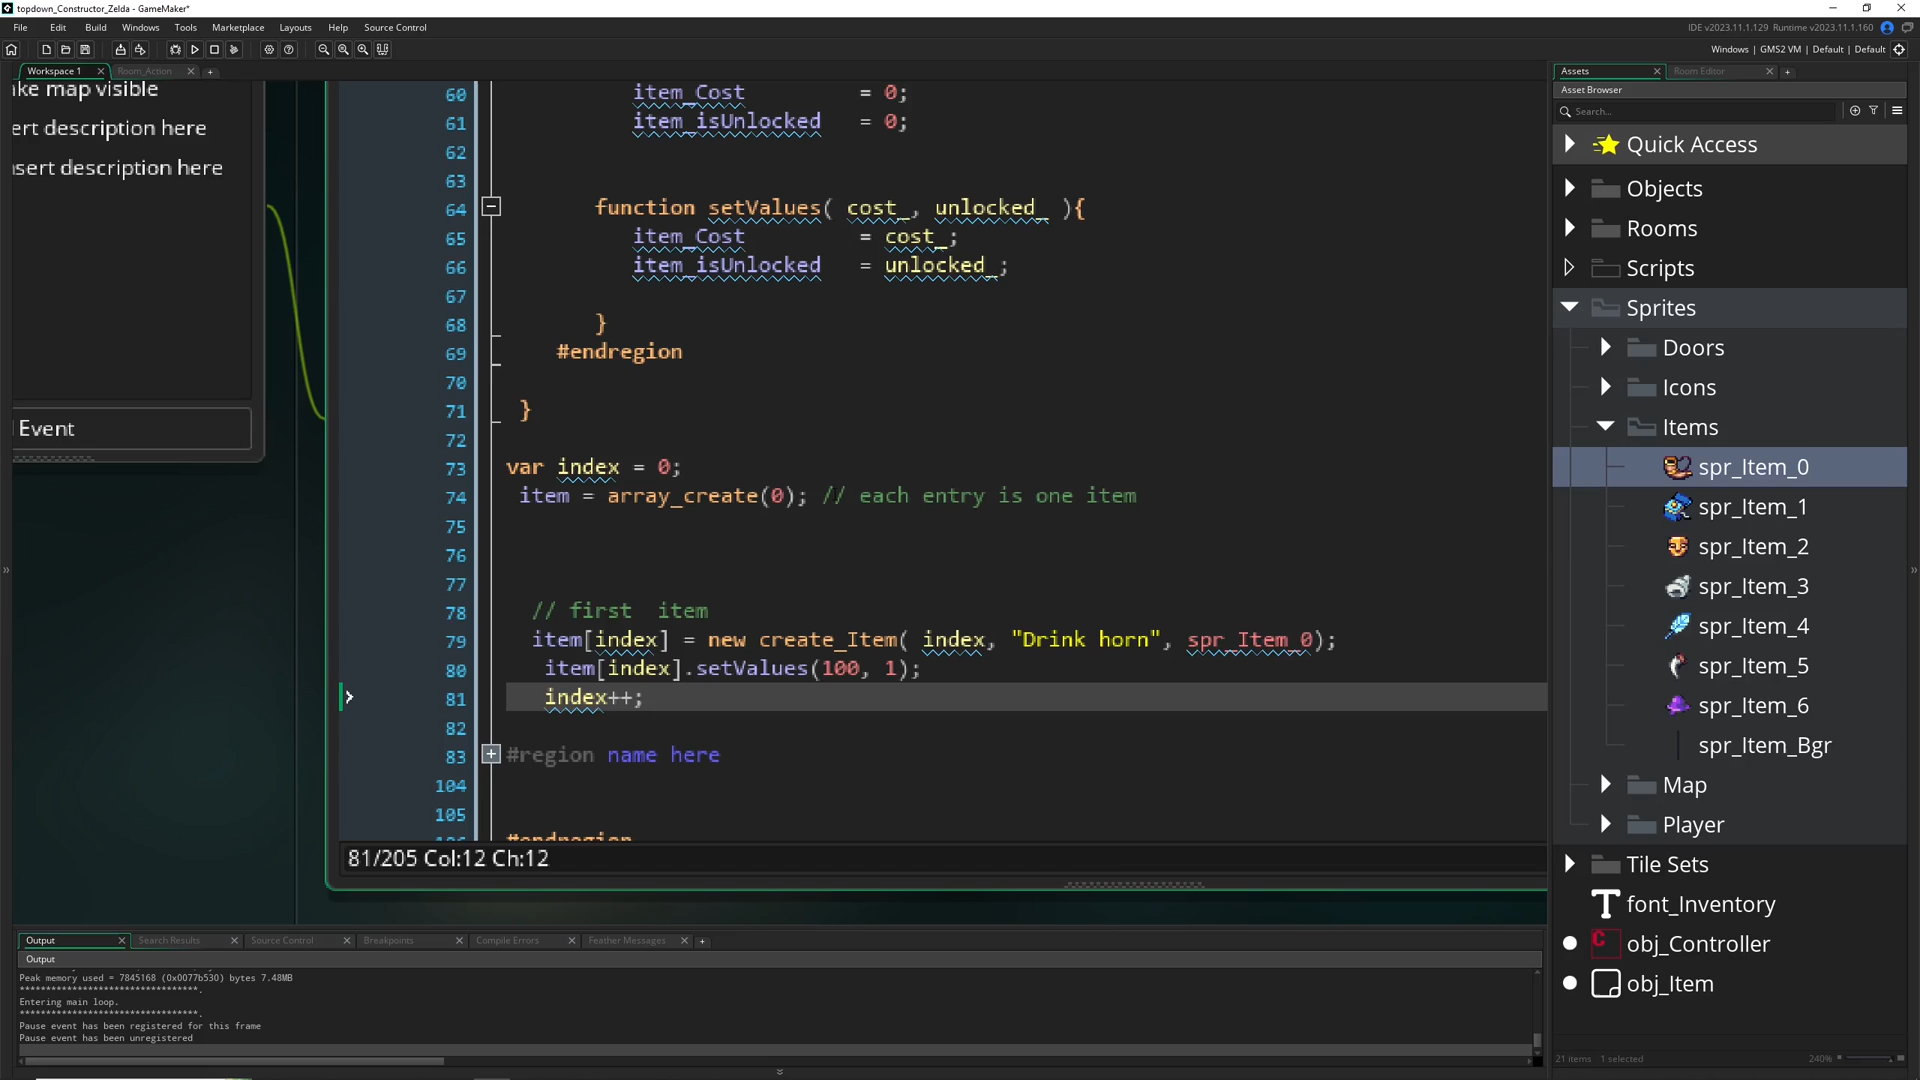 topdown_Constructor_Zelda - GameMaker*
File Edit Build Windows Tools Marketplace Layouts Help Source Control
IDE v2023.11.1.129 Runtime v2023.11.1.160
Windows | GMS2 VM | Default | Default
Workspace 1 Room_Action +
Assets Room Editor +
Asset Browser
Search...
ke map visible
ert description here
sert description here
Event
60 item_Cost = 0;
61 item_isUnlocked = 0;
62
63
64 function setValues( cost_, unlocked_ ){
65 item_Cost = cost_;
66 item_isUnlocked = unlocked_;
67
68 }
69 #endregion
70
71 }
72
73 var index = 0;
74 item = array_create(0); // each entry is one item
75
76
77
78 // first item
79 item[index] = new create_Item( index, "Drink horn", spr_Item_0);
80 item[index].setValues(100, 1);
81 index++;
82
83 #region name here
104
105
#endregion
81/205 Col:12 Ch:12
Quick Access
Objects
Rooms
Scripts
Sprites
Doors
Icons
Items
spr_Item_0
spr_Item_1
spr_Item_2
spr_Item_3
spr_Item_4
spr_Item_5
spr_Item_6
spr_Item_Bgr
Map
Player
Tile Sets
font_Inventory
obj_Controller
obj_Item
21 items 1 selected 240%
Output Search Results Source Control Breakpoints Compile Errors Feather Messages +
Output
Peak memory used = 7845168 (0x0077b530) bytes 7.48MB
***********************************.
Entering main loop.
***********************************.
Pause event has been registered for this frame
Pause event has been unregistered